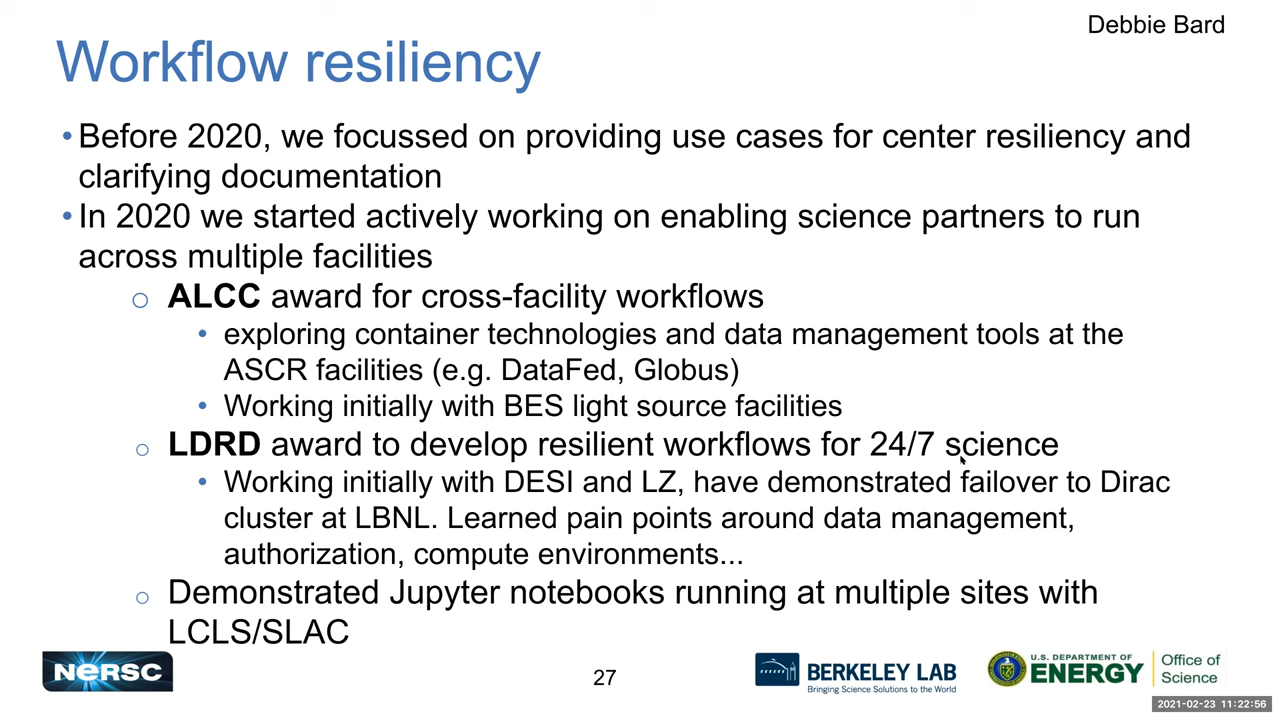 Debbie Bard
Workflow resiliency
• Before 2020, we focussed on providing use cases for center resiliency and
clarifying documentation
• In 2020 we started actively working on enabling science partners to run
across multiple facilities
o ALCC award for cross-facility workflows
• exploring container technologies and data management tools at the
ASCR facilities (e.g. DataFed, Globus)
• Working initially with BES light source facilities
o LDRD award to develop resilient workflows for 24/7 science
• Working initially with DESI and LZ, have demonstrated failover to Dirac
cluster at LBNL. Learned pain points around data management,
authorization, compute environments...
o Demonstrated Jupyter notebooks running at multiple sites with
LCLS/SLAC
NERSC
27
BERKELEY LAB
Bringing Science Solutions to the World
U.S. DEPARTMENT OF
ENERGY
Office of
Science
2021-02-23 11:22:56